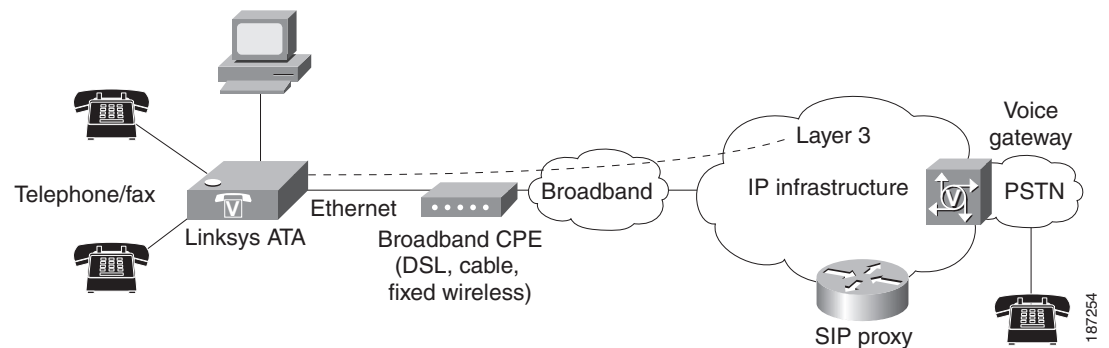 Telephone/fax
V
Linksys ATA
Ethernet
Broadband CPE
(DSL, cable,
fixed wireless)
Broadband
Layer 3
IP infrastructure
Voice
gateway
V
PSTN
SIP proxy
187254